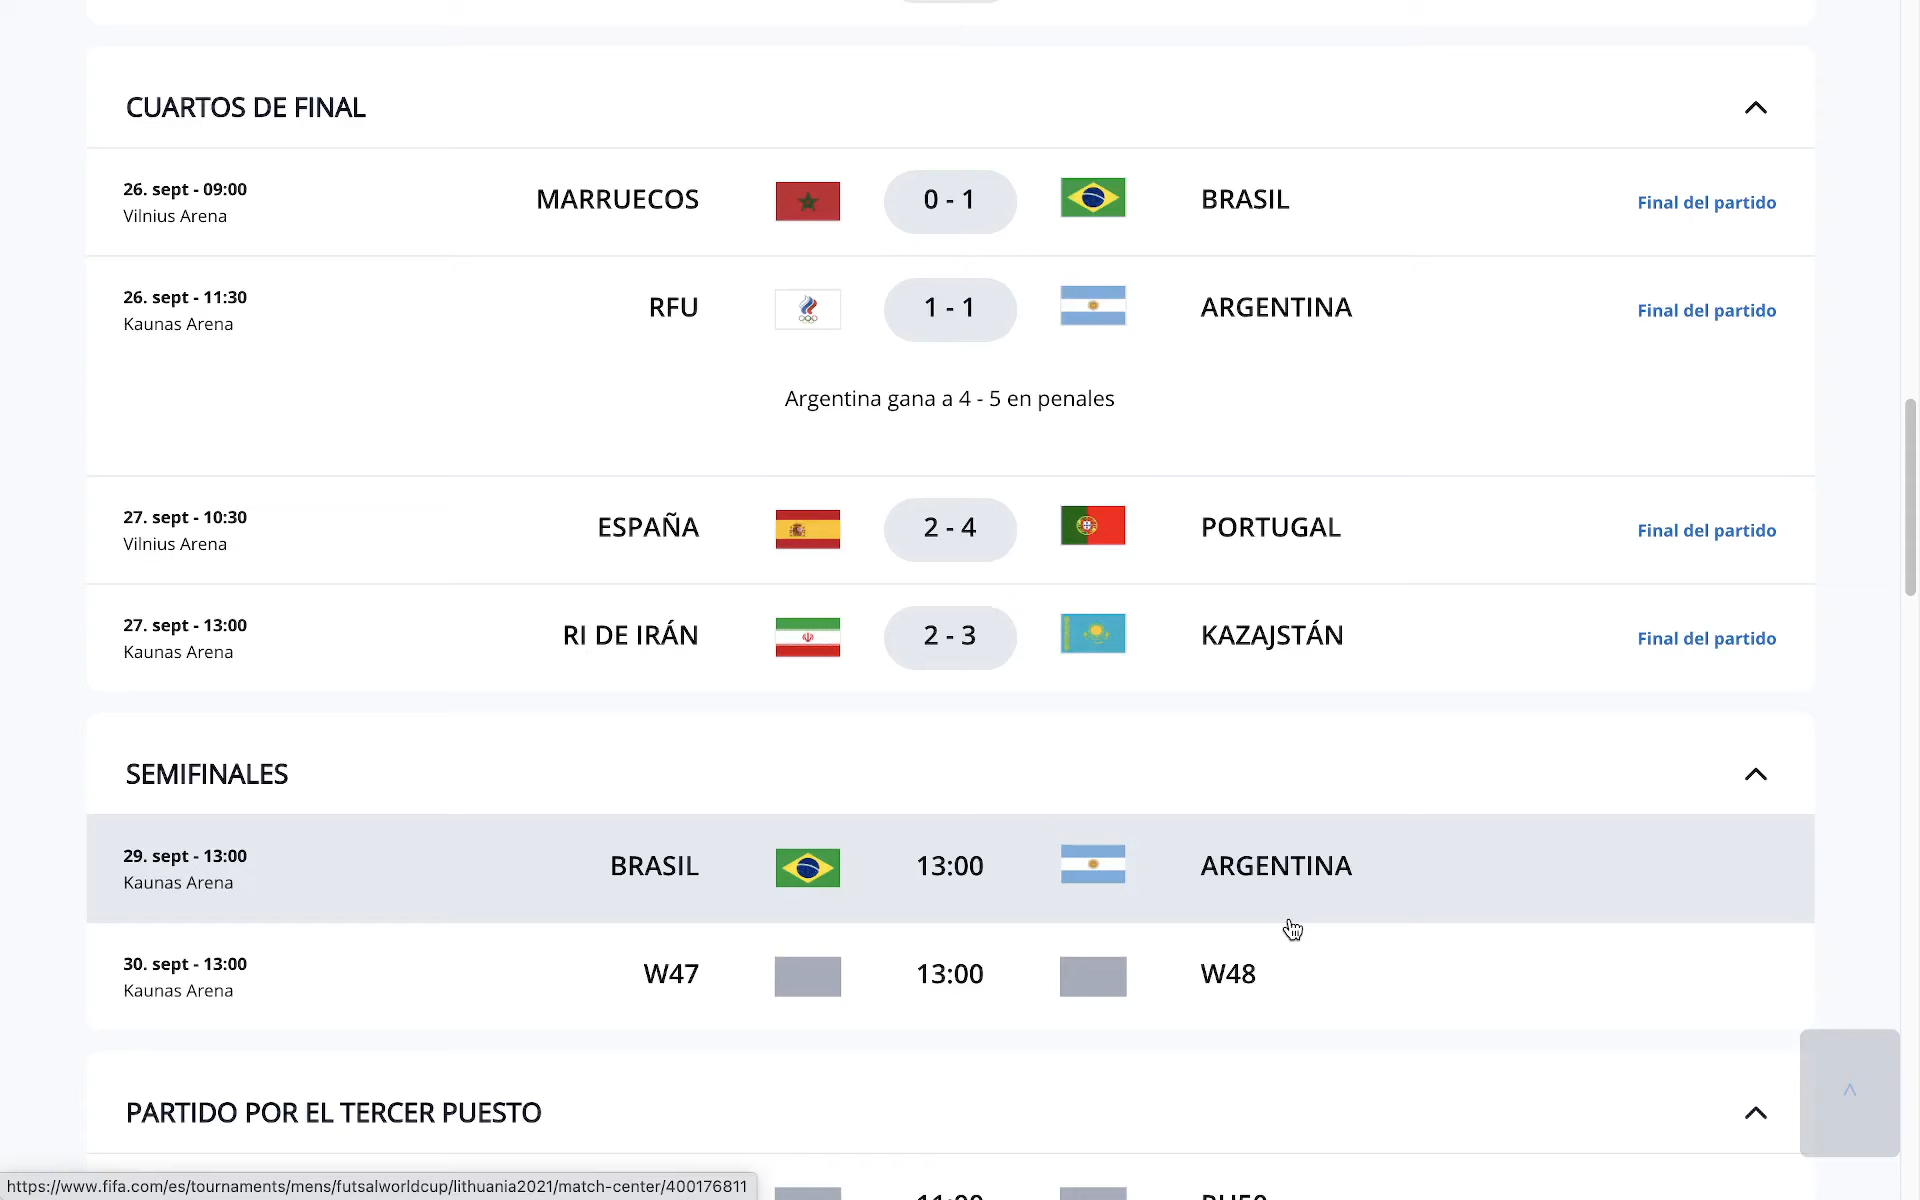 CUARTOS DE FINAL
26. sept - 09:00
Vilnius Arena
MARRUECOS 0 - 1 BRASIL Final del partido
26. sept - 11:30
Kaunas Arena
RFU 1 - 1 ARGENTINA Final del partido
Argentina gana a 4 - 5 en penales
27. sept - 10:30
Vilnius Arena
ESPAÑA 2 - 4 PORTUGAL Final del partido
27. sept - 13:00
Kaunas Arena
RI DE IRÁN 2 - 3 KAZAJSTÁN Final del partido
SEMIFINALES
29. sept - 13:00
Kaunas Arena
BRASIL 13:00 ARGENTINA
30. sept - 13:00
Kaunas Arena
W47 13:00 W48
PARTIDO POR EL TERCER PUESTO
https://www.fifa.com/es/tournaments/mens/futsalworldcup/lithuania2021/match-center/400176811